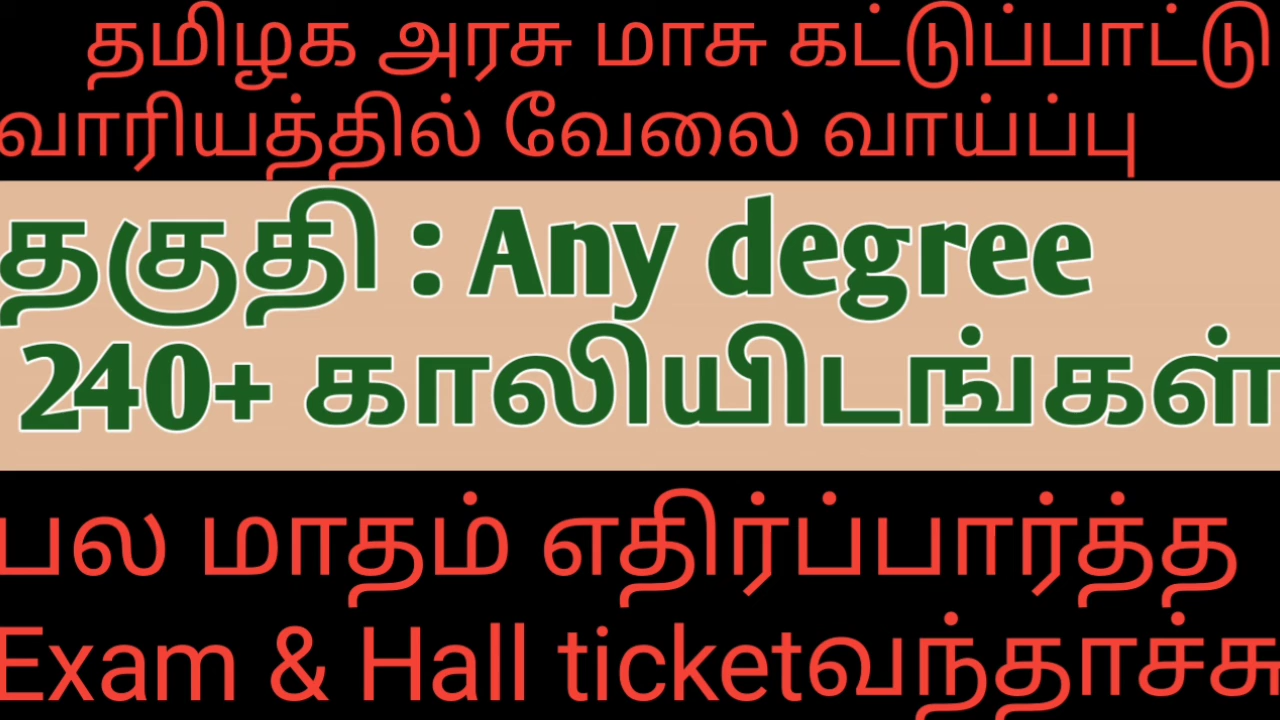 தமிழக அரசு மாசு கட்டுப்பாட்டு
வாரியத்தில் வேலை வாய்ப்பு
தகுதி : Any degree
240+ காலியிடங்கள்
பல மாதம் எதிர்ப்பார்த்த
Exam & Hall ticketவந்தாச்சு